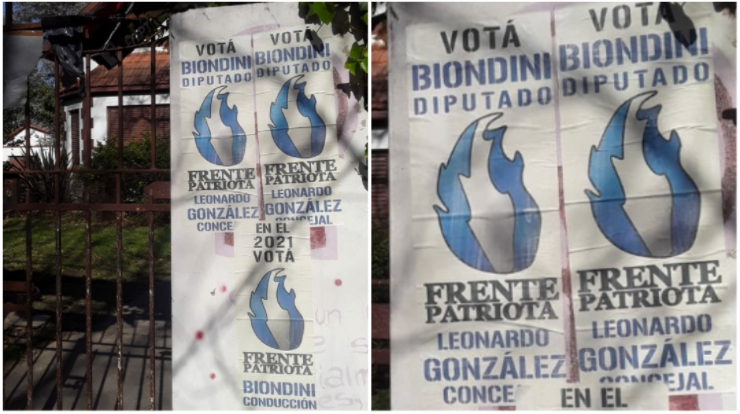 VOTÁ
BIONDINI
DIPUTADO
FRENTE
PATRIOTA
LEONARDO
GONZÁLEZ
CONCE
VOTÁ
BIONDINI
DIPUTADO
FRENTE
PATRIOTA
LEONARDO
GONZÁLEZ
CONCEJAL
EN EL
2021
VOTÁ
FRENTE
PATRIOTA
BIONDINI
CONDUCCIÓN
un
VOTÁ
BIONDINI
DIPUTADO
FRENTE
PATRIOTA
LEONARDO
GONZÁLEZ
CONCE
VOTÁ
BIONDINI
DIPUTADO
FRENTE
PATRIOTA
LEONARDO
GONZÁLEZ
CONCEJAL
EN EL